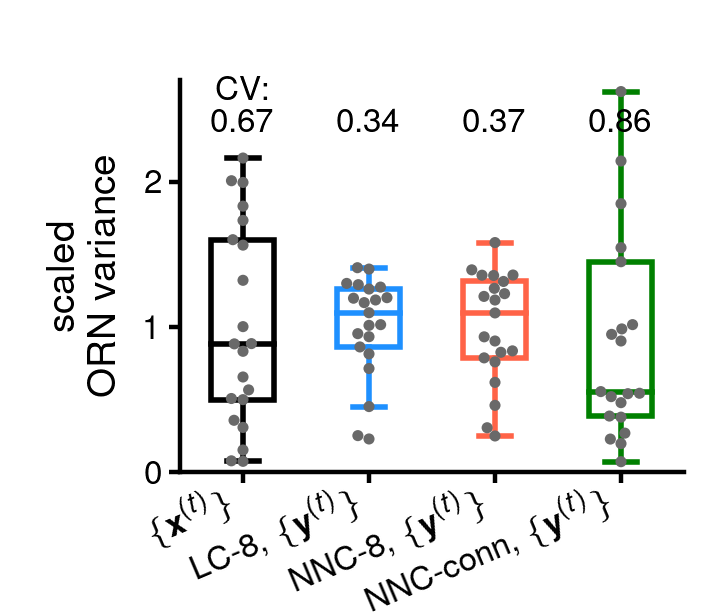 CV:
0.67 0.34 0.37 0.86
scaled
ORN variance
2
1
0
{x(t)}
LC-8, {y(t)}
NNC-8, {y(t)}
NNC-conn, {y(t)}